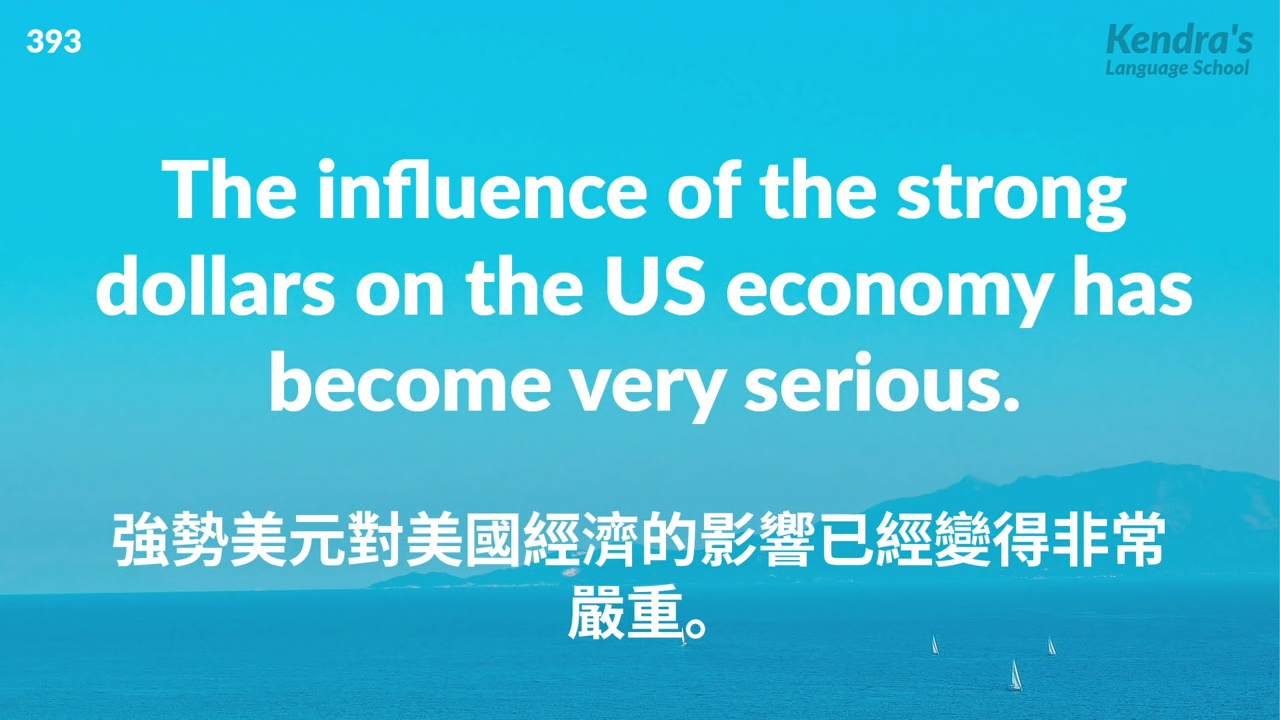 393
Kendra's
Language School
The influence of the strong
dollars on the US economy has
become very serious.
強勢美元對美國經濟的影響已經變得非常
嚴重。